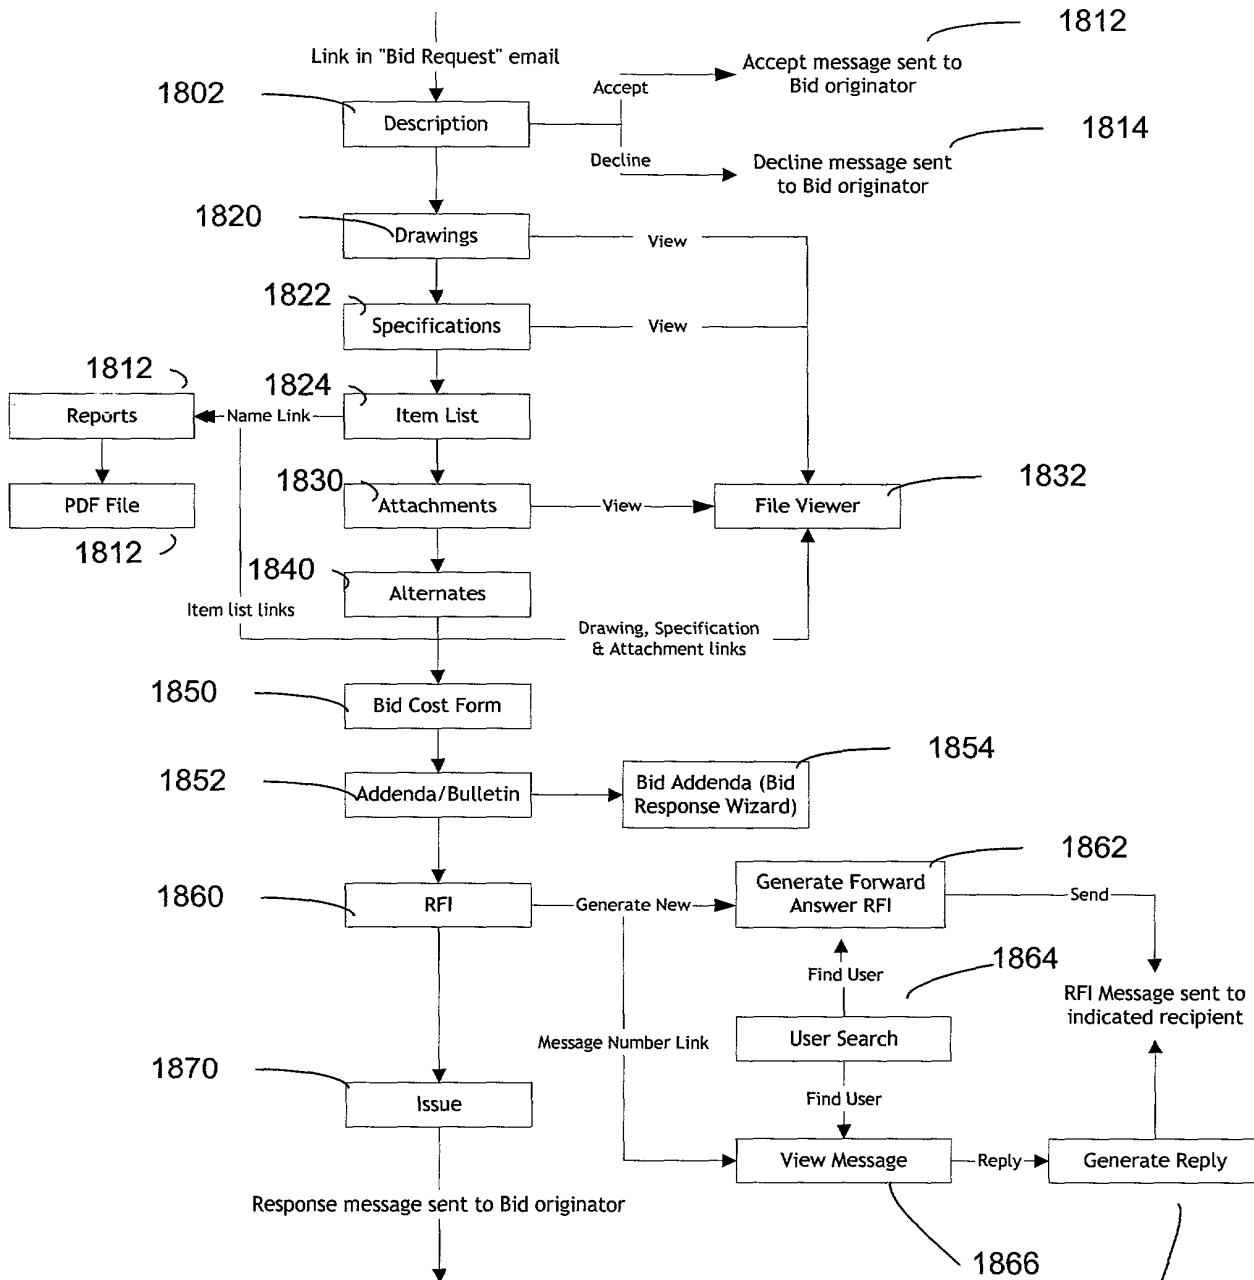 1812
Link in "Bid Request" email
Accept message sent to
Bid originator
Accept
1802
Description
1814
Decline
Decline message sent
to Bid originator
1820
Drawings
View
1822
Specifications
View
1812
1824
Reports
Name Link
Item List
1830
1832
PDF File
Attachments
View
File Viewer
1812
1840
Alternates
Item list links
Drawing, Specification
& Attachment links
1850
Bid Cost Form
1854
1852
Addenda/Bulletin
Bid Addenda (Bid
Response Wizard)
1862
1860
RFI
Generate New
Generate Forward
Answer RFI
Send
1864
Find User
RFI Message sent to
indicated recipient
Message Number Link
User Search
1870
Issue
Find User
View Message
Reply
Generate Reply
Response message sent to Bid originator
1866